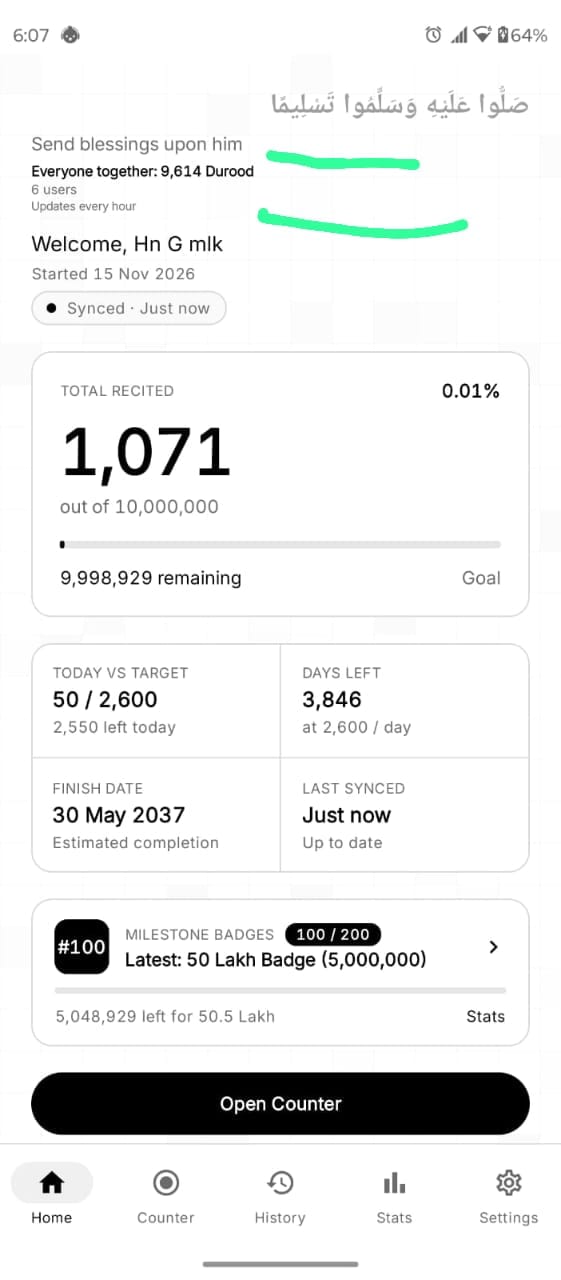 6:07
64%
صَلُّوا عَلَيْهِ وَسَلِّمُوا تَسْلِيمًا
Send blessings upon him
Everyone together: 9,614 Durood
6 users
Updates every hour
Welcome, Hn G mlk
Started 15 Nov 2026
Synced · Just now
TOTAL RECITED
0.01%
1,071
out of 10,000,000
9,998,929 remaining
Goal
TODAY VS TARGET
50 / 2,600
2,550 left today
DAYS LEFT
3,846
at 2,600 / day
FINISH DATE
30 May 2037
Estimated completion
LAST SYNCED
Just now
Up to date
#100
MILESTONE BADGES 100 / 200
Latest: 50 Lakh Badge (5,000,000)
5,048,929 left for 50.5 Lakh
Stats
Open Counter
Home
Counter
History
Stats
Settings